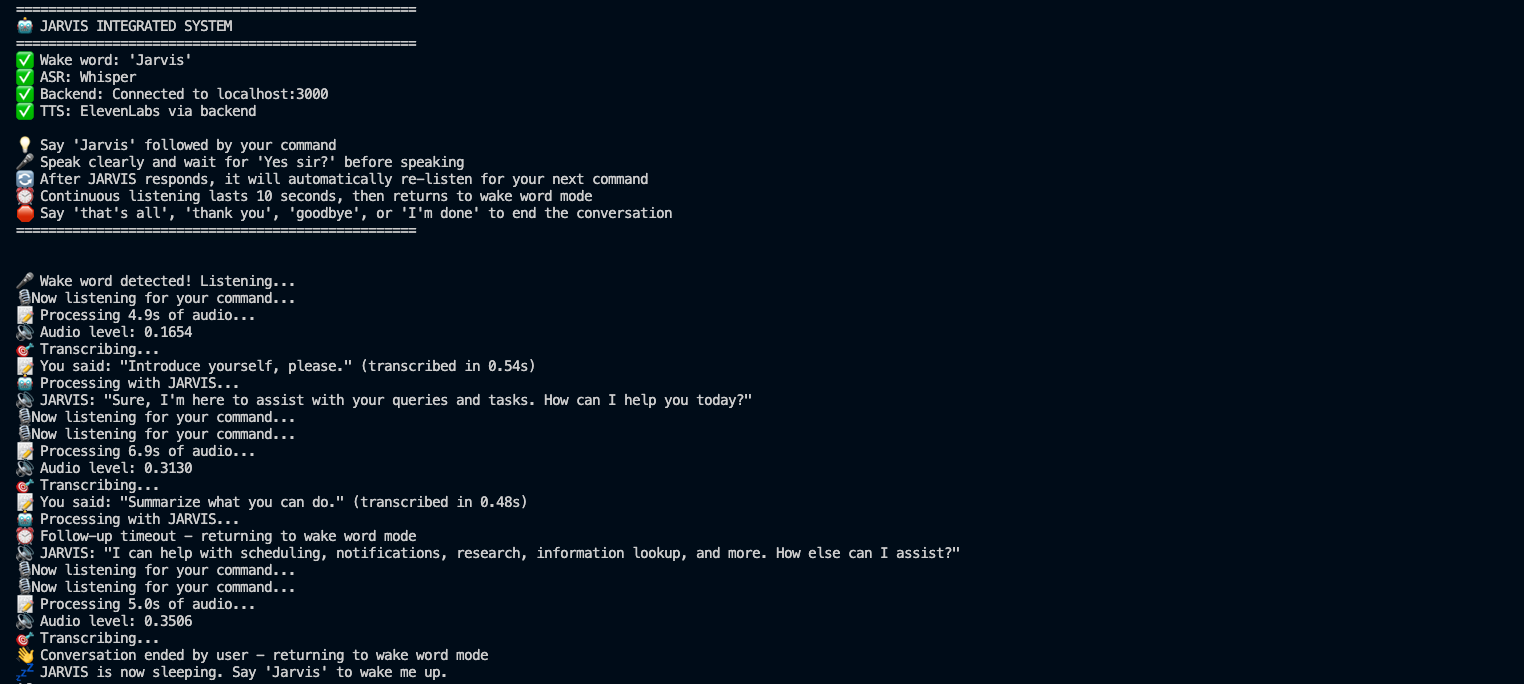 ==================================================
🤖 JARVIS INTEGRATED SYSTEM
==================================================
✅ Wake word: 'Jarvis'
✅ ASR: Whisper
✅ Backend: Connected to localhost:3000
✅ TTS: ElevenLabs via backend
💡 Say 'Jarvis' followed by your command
🎤 Speak clearly and wait for 'Yes sir?' before speaking
🔄 After JARVIS responds, it will automatically re-listen for your next command
⏰ Continuous listening lasts 10 seconds, then returns to wake word mode
🛑 Say 'that's all', 'thank you', 'goodbye', or 'I'm done' to end the conversation
==================================================
🎤 Wake word detected! Listening...
🎙Now listening for your command...
📝 Processing 4.9s of audio...
🔊 Audio level: 0.1654
🎯 Transcribing...
📝 You said: "Introduce yourself, please." (transcribed in 0.54s)
🤖 Processing with JARVIS...
🔊 JARVIS: "Sure, I'm here to assist with your queries and tasks. How can I help you today?"
🎙Now listening for your command...
🎙Now listening for your command...
📝 Processing 6.9s of audio...
🔊 Audio level: 0.3130
🎯 Transcribing...
📝 You said: "Summarize what you can do." (transcribed in 0.48s)
🤖 Processing with JARVIS...
⏰ Follow-up timeout - returning to wake word mode
🔊 JARVIS: "I can help with scheduling, notifications, research, information lookup, and more. How else can I assist?"
🎙Now listening for your command...
🎙Now listening for your command...
📝 Processing 5.0s of audio...
🔊 Audio level: 0.3506
🎯 Transcribing...
👋 Conversation ended by user - returning to wake word mode
💤 JARVIS is now sleeping. Say 'Jarvis' to wake me up.